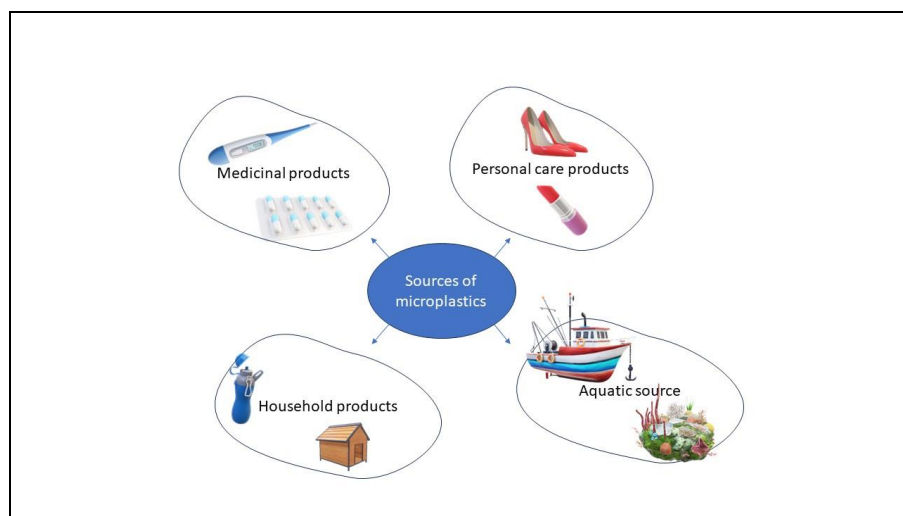 Medicinal products
Personal care products
Sources of
microplastics
Household products
Aquatic source